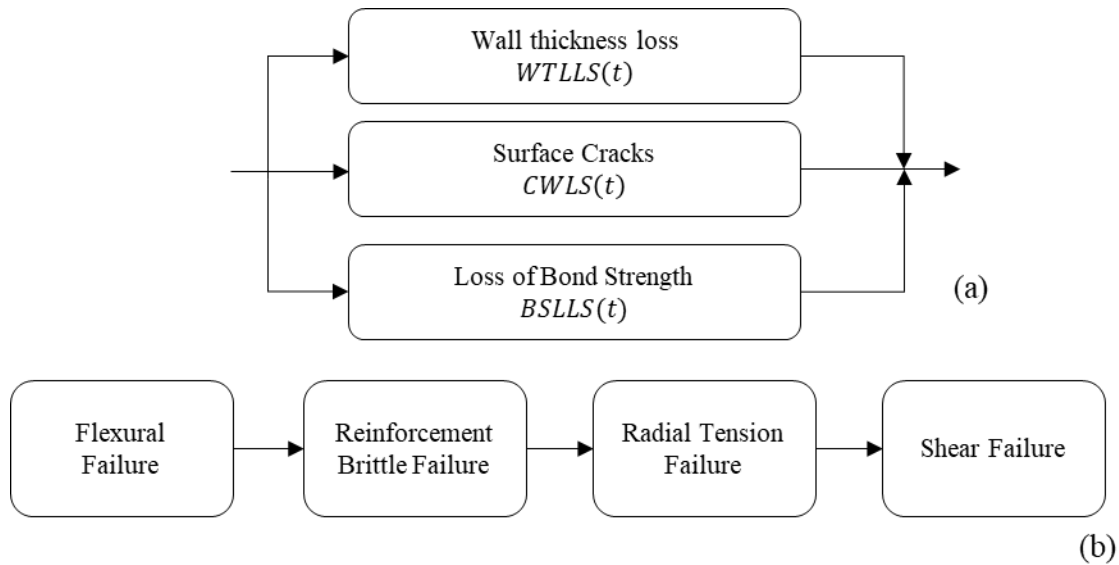 Wall thickness loss
WTLLS(t)
Surface Cracks
CWLS(t)
Loss of Bond Strength
BSLLS(t)
(a)
Flexural
Failure
Reinforcement
Brittle Failure
Radial Tension
Failure
Shear Failure
(b)